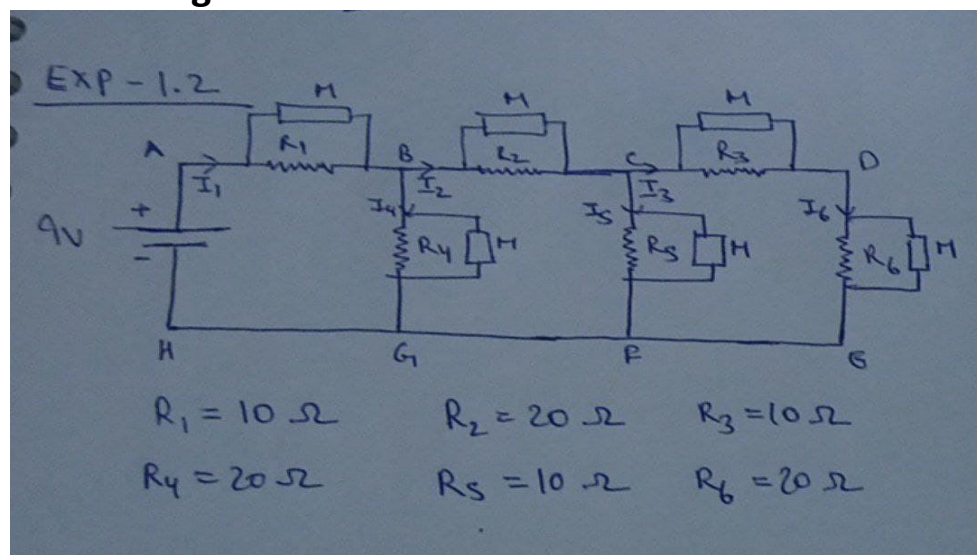 EXP-1.2
M M M
A R1 B R2 C R3 D
I1 I2 I3
9V + I4 R4 M I5 R5 M I6 R6 M
-
H G F E
R1 = 10 Ω R2 = 20 Ω R3 = 10 Ω
R4 = 20 Ω R5 = 10 Ω R6 = 20 Ω